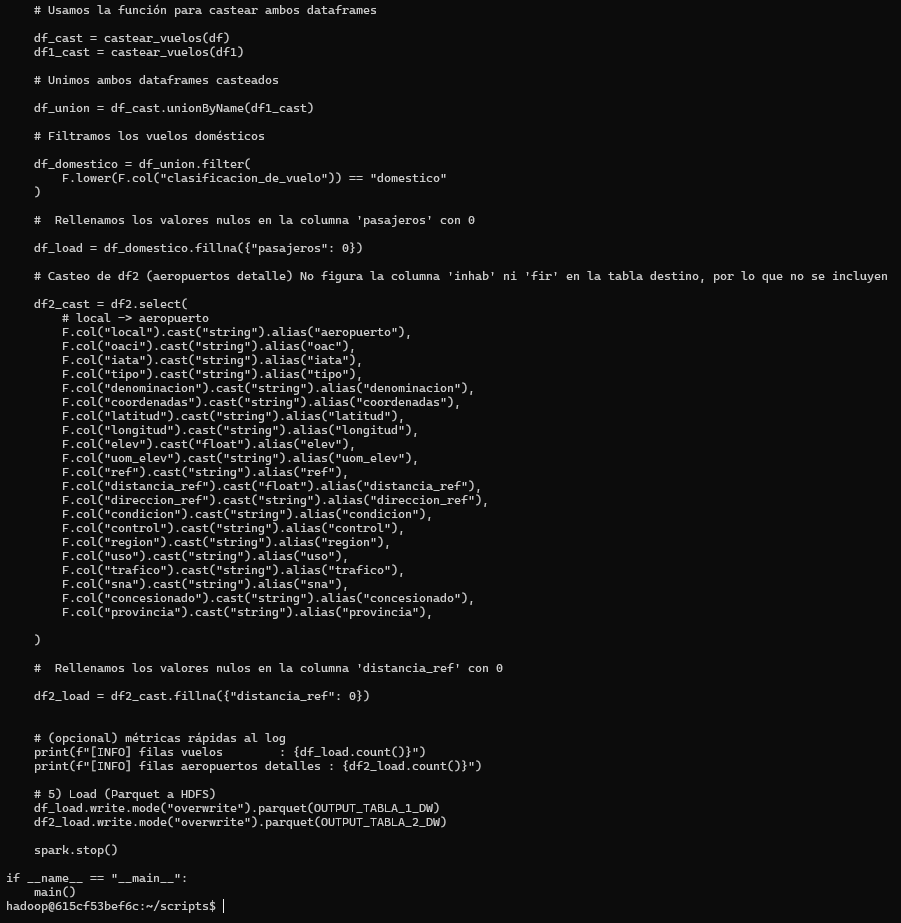 # Usamos la función para castear ambos dataframes

    df_cast = castear_vuelos(df)
    df1_cast = castear_vuelos(df1)

    # Unimos ambos dataframes casteados

    df_union = df_cast.unionByName(df1_cast)

    # Filtramos los vuelos domésticos

    df_domestico = df_union.filter(
        F.lower(F.col("clasificacion_de_vuelo")) == "domestico"
    )

    #  Rellenamos los valores nulos en la columna 'pasajeros' con 0

    df_load = df_domestico.fillna({"pasajeros": 0})

    # Casteo de df2 (aeropuertos detalle) No figura la columna 'inhab' ni 'fir' en la tabla destino, por lo que no se incluyen

    df2_cast = df2.select(
        # local -> aeropuerto
        F.col("local").cast("string").alias("aeropuerto"),
        F.col("oaci").cast("string").alias("oac"),
        F.col("iata").cast("string").alias("iata"),
        F.col("tipo").cast("string").alias("tipo"),
        F.col("denominacion").cast("string").alias("denominacion"),
        F.col("coordenadas").cast("string").alias("coordenadas"),
        F.col("latitud").cast("string").alias("latitud"),
        F.col("longitud").cast("string").alias("longitud"),
        F.col("elev").cast("float").alias("elev"),
        F.col("uom_elev").cast("string").alias("uom_elev"),
        F.col("ref").cast("string").alias("ref"),
        F.col("distancia_ref").cast("float").alias("distancia_ref"),
        F.col("direccion_ref").cast("string").alias("direccion_ref"),
        F.col("condicion").cast("string").alias("condicion"),
        F.col("control").cast("string").alias("control"),
        F.col("region").cast("string").alias("region"),
        F.col("uso").cast("string").alias("uso"),
        F.col("trafico").cast("string").alias("trafico"),
        F.col("sna").cast("string").alias("sna"),
        F.col("concesionado").cast("string").alias("concesionado"),
        F.col("provincia").cast("string").alias("provincia"),

    )

    #  Rellenamos los valores nulos en la columna 'distancia_ref' con 0

    df2_load = df2_cast.fillna({"distancia_ref": 0})


    # (opcional) métricas rápidas al log
    print(f"[INFO] filas vuelos        : {df_load.count()}")
    print(f"[INFO] filas aeropuertos detalles : {df2_load.count()}")

    # 5) Load (Parquet a HDFS)
    df_load.write.mode("overwrite").parquet(OUTPUT_TABLA_1_DW)
    df2_load.write.mode("overwrite").parquet(OUTPUT_TABLA_2_DW)

    spark.stop()

if __name__ == "__main__":
    main()
hadoop@615cf53bef6c:~/scripts$